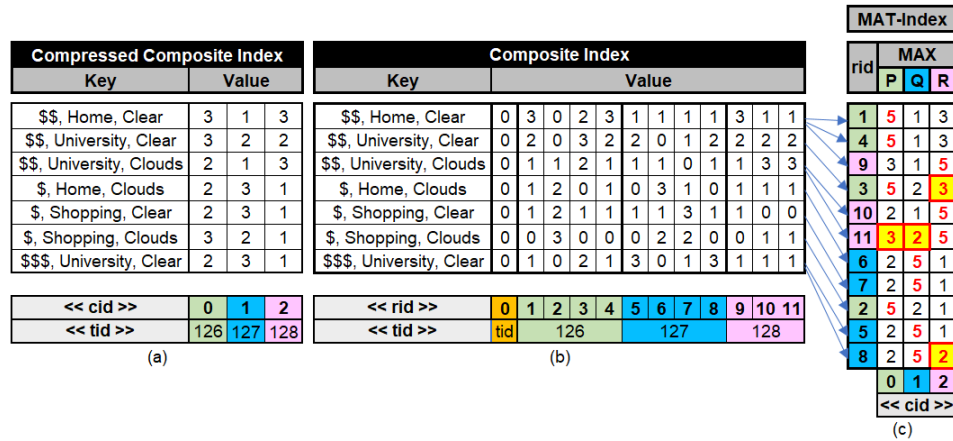 MAT-Index
Compressed Composite Index
Key Value
$$, Home, Clear 3 1 3
$$, University, Clear 3 2 2
$$, University, Clouds 2 1 3
$, Home, Clouds 2 3 1
$, Shopping, Clear 2 3 1
$, Shopping, Clouds 3 2 1
$$$, University, Clear 2 3 1
<< cid >> 0 1 2
<< tid >> 126 127 128
(a)
Composite Index
Key Value
$$, Home, Clear 0 3 0 2 3 1 1 1 1 3 1 1
$$, University, Clear 0 2 0 3 2 2 0 1 2 2 2 2
$$, University, Clouds 0 1 1 2 1 1 1 0 1 1 3 3
$, Home, Clouds 0 1 2 0 1 0 3 1 0 1 1 1
$, Shopping, Clear 0 1 2 1 1 1 1 3 1 1 0 0
$, Shopping, Clouds 0 0 3 0 0 0 2 2 0 0 1 1
$$$, University, Clear 0 1 0 2 1 3 0 1 3 1 1 1
<< rid >> 0 1 2 3 4 5 6 7 8 9 10 11
<< tid >> tid 126 127 128
(b)
rid MAX
P Q R
1 5 1 3
4 5 1 3
9 3 1 5
3 5 2 3
10 2 1 5
11 3 2 5
6 2 5 1
7 2 5 1
2 5 2 1
5 2 5 1
8 2 5 2
0 1 2
<< cid >>
(c)